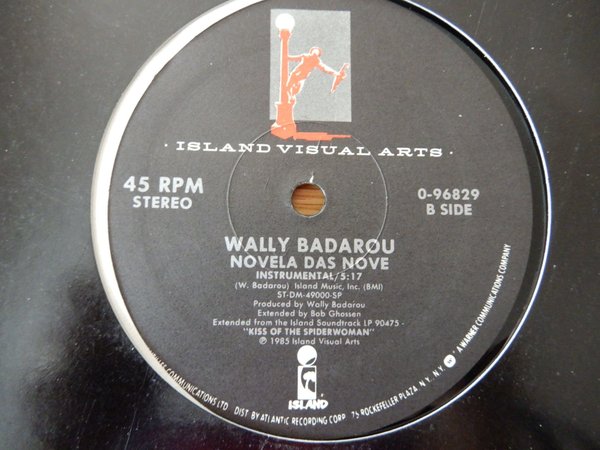 · ISLAND VISUAL ARTS ·
45 RPM
STEREO
0-96829
B SIDE
WALLY BADAROU
NOVELA DAS NOVE
INSTRUMENTAL/5:17
(W. Badarou) Island Music, Inc. (BMI)
ST-DM-49000-SP
Produced by Wally Badarou
Extended by Bob Ghossen
Extended from the Island Soundtrack LP 90475 -
"KISS OF THE SPIDERWOMAN"
℗ 1985 Island Visual Arts
ISLAND
COMMUNICATIONS LTD DIST BY ATLANTIC RECORDING CORP 75 ROCKEFELLER PLAZA N.Y., N.Y. A WARNER COMMUNICATIONS COMPANY